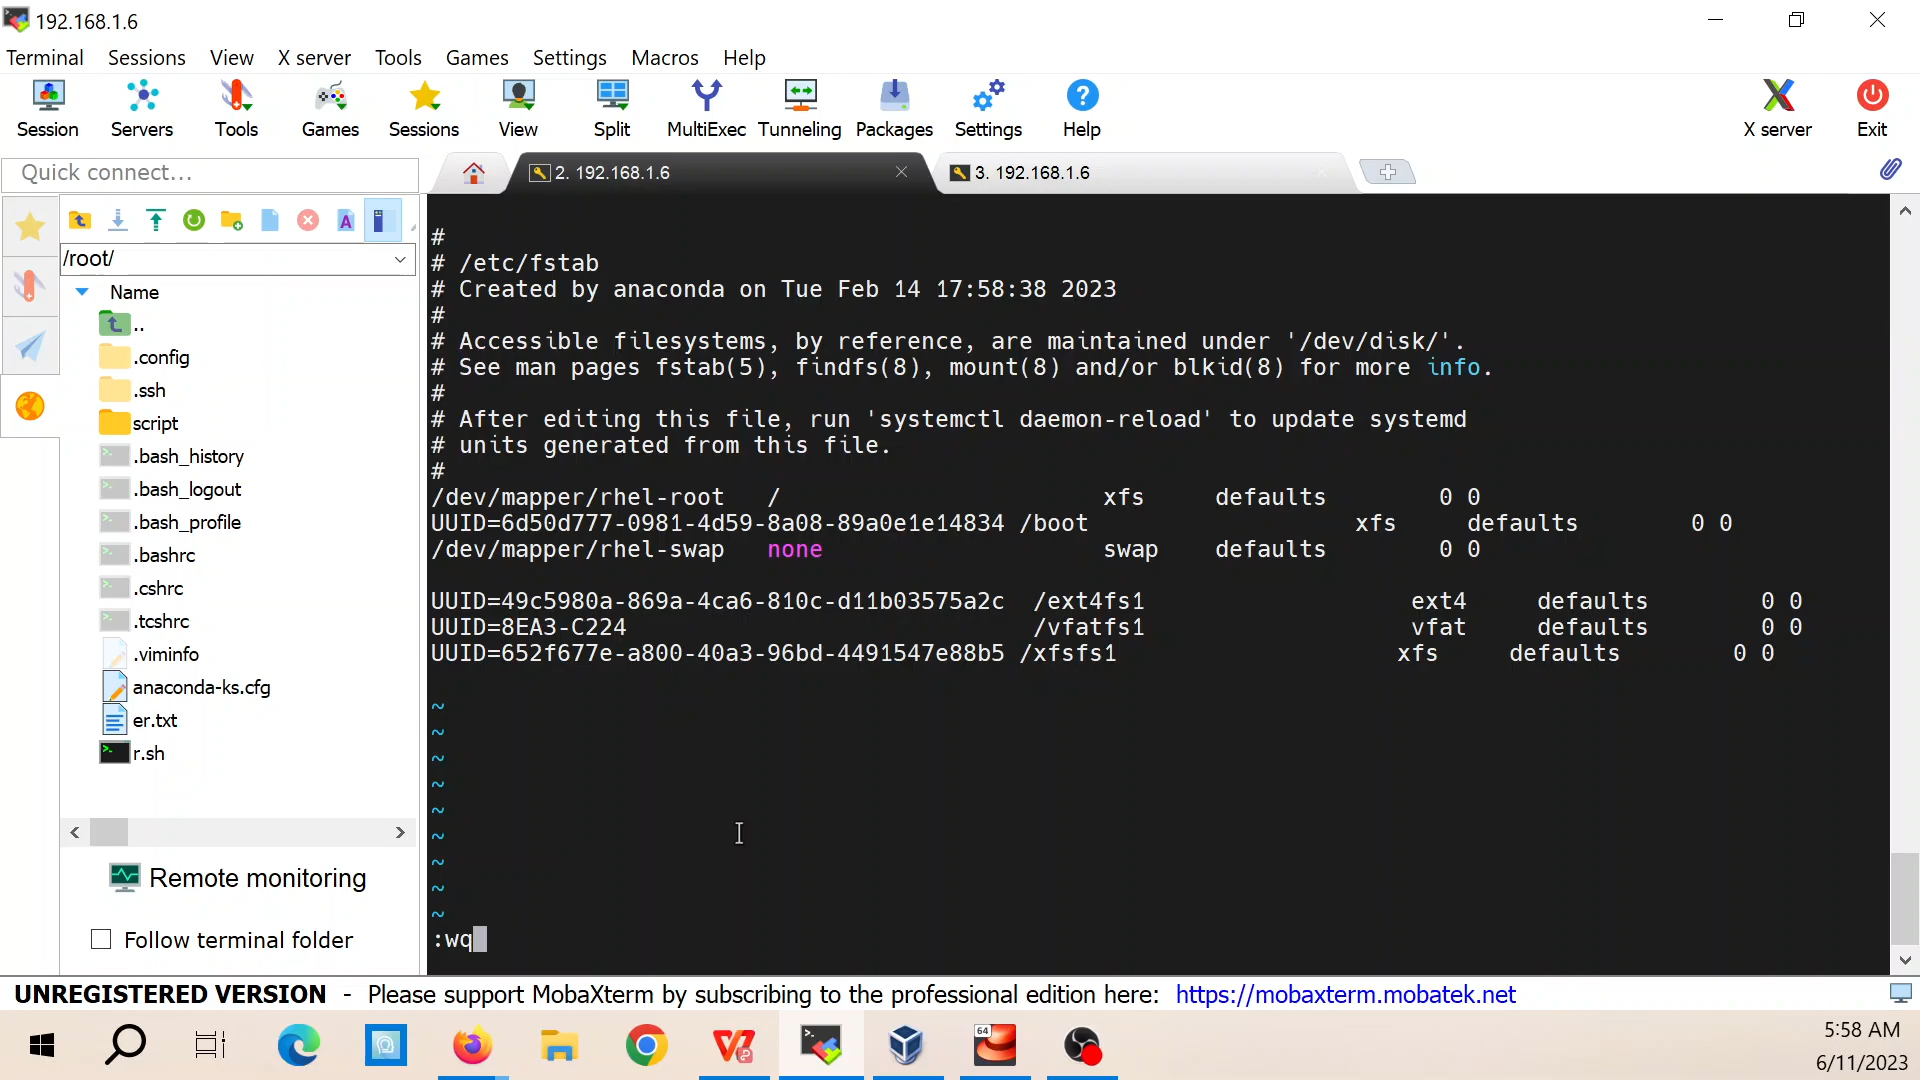 192.168.1.6
Terminal Sessions View X server Tools Games Settings Macros Help
Session Servers Tools Games Sessions View Split MultiExec Tunneling Packages Settings Help X server Exit
Quick connect...
2. 192.168.1.6
3. 192.168.1.6
/root/
Name
..
.config
.ssh
script
.bash_history
.bash_logout
.bash_profile
.bashrc
.cshrc
.tcshrc
.viminfo
anaconda-ks.cfg
er.txt
r.sh
Remote monitoring
Follow terminal folder
#
# /etc/fstab
# Created by anaconda on Tue Feb 14 17:58:38 2023
#
# Accessible filesystems, by reference, are maintained under '/dev/disk/'.
# See man pages fstab(5), findfs(8), mount(8) and/or blkid(8) for more info.
#
# After editing this file, run 'systemctl daemon-reload' to update systemd
# units generated from this file.
#
/dev/mapper/rhel-root / xfs defaults 0 0
UUID=6d50d777-0981-4d59-8a08-89a0e1e14834 /boot xfs defaults 0 0
/dev/mapper/rhel-swap none swap defaults 0 0
UUID=49c5980a-869a-4ca6-810c-d11b03575a2c /ext4fs1 ext4 defaults 0 0
UUID=8EA3-C224 /vfatfs1 vfat defaults 0 0
UUID=652f677e-a800-40a3-96bd-4491547e88b5 /xfsfs1 xfs defaults 0 0
~
~
~
~
~
~
~
~
~
:wq
UNREGISTERED VERSION - Please support MobaXterm by subscribing to the professional edition here: https://mobaxterm.mobatek.net
64
5:58 AM
6/11/2023